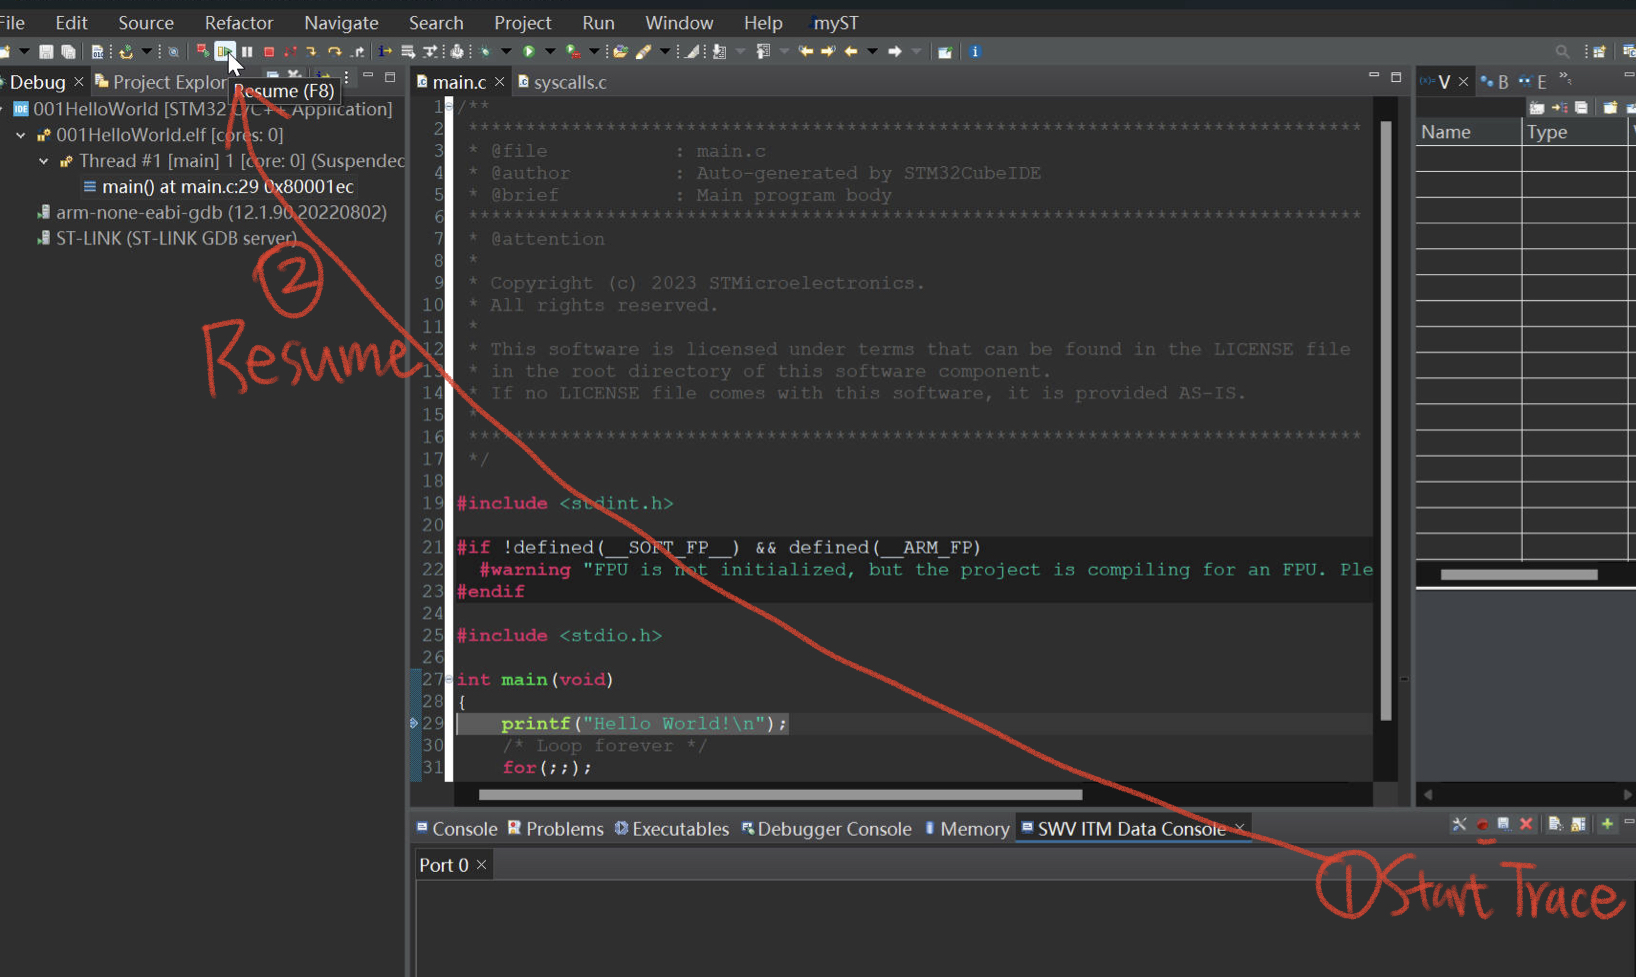 File Edit Source Refactor Navigate Search Project Run Window Help myST
Debug Project Explor
Resume (F8)
001HelloWorld [STM32 C/C++ Application]
001HelloWorld.elf [cores: 0]
Thread #1 [main] 1 [core: 0] (Suspended
main() at main.c:29 0x80001ec
arm-none-eabi-gdb (12.1.90.20220802)
ST-LINK (ST-LINK GDB server)
② Resume
main.c syscalls.c
1 /**
2 ******************************************************************************
3 * @file : main.c
4 * @author : Auto-generated by STM32CubeIDE
5 * @brief : Main program body
6 ******************************************************************************
7 * @attention
8 *
9 * Copyright (c) 2023 STMicroelectronics.
10 * All rights reserved.
11 *
12 * This software is licensed under terms that can be found in the LICENSE file
13 * in the root directory of this software component.
14 * If no LICENSE file comes with this software, it is provided AS-IS.
15 *
16 ******************************************************************************
17 */
18
19 #include <stdint.h>
20
21 #if !defined(__SOFT_FP__) && defined(__ARM_FP)
22 #warning "FPU is not initialized, but the project is compiling for an FPU. Ple
23 #endif
24
25 #include <stdio.h>
26
27 int main(void)
28 {
29 printf("Hello World!\n");
30 /* Loop forever */
31 for(;;);
V B E
Name Type
Console Problems Executables Debugger Console Memory SWV ITM Data Console
Port 0
① Start Trace